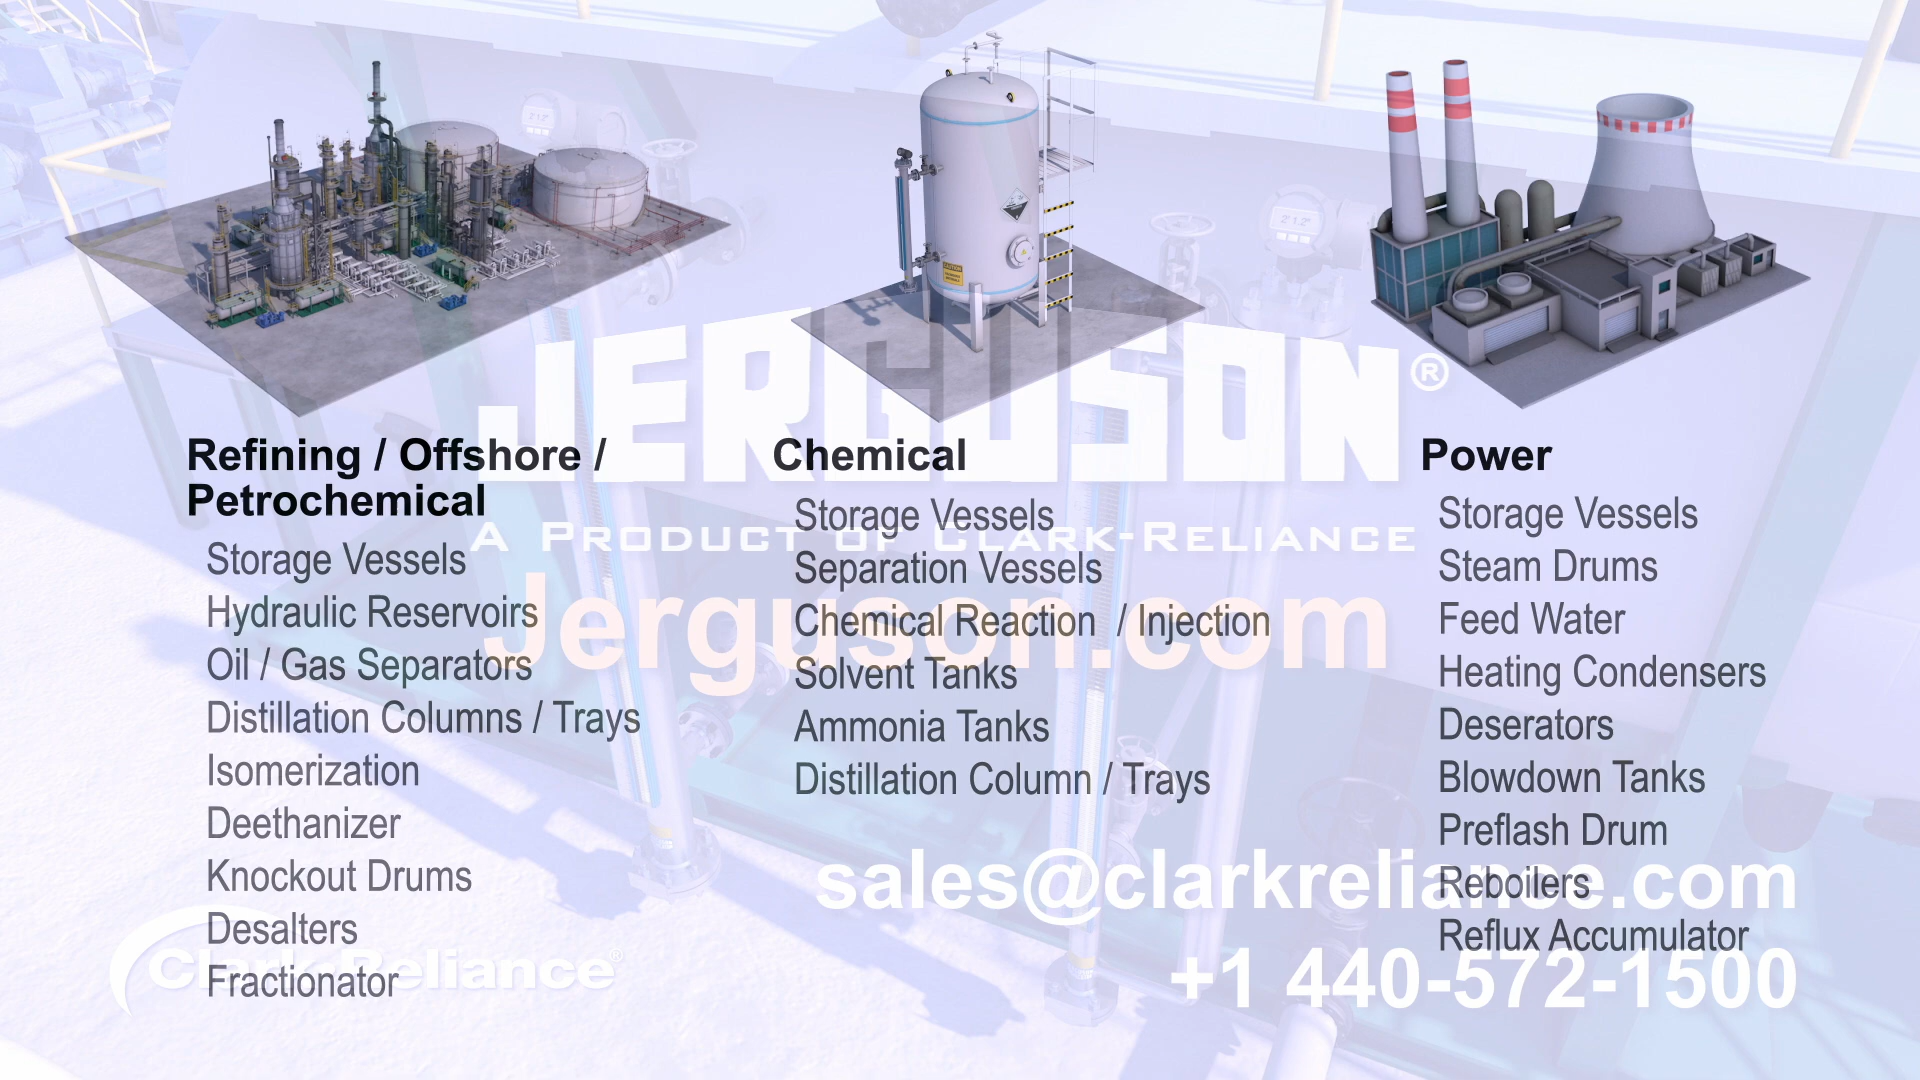 JERGUSON®
A PRODUCT OF CLARK-RELIANCE
Jerguson.com
Refining / Offshore /
Petrochemical
Storage Vessels
Hydraulic Reservoirs
Oil / Gas Separators
Distillation Columns / Trays
Isomerization
Deethanizer
Knockout Drums
Desalters
Fractionator
Chemical
Storage Vessels
Separation Vessels
Chemical Reaction / Injection
Solvent Tanks
Ammonia Tanks
Distillation Column / Trays
Power
Storage Vessels
Steam Drums
Feed Water
Heating Condensers
Deserators
Blowdown Tanks
Preflash Drum
Reboilers
Reflux Accumulator
sales@clarkreliance.com
+1 440-572-1500
Clark-Reliance®
CAUTION